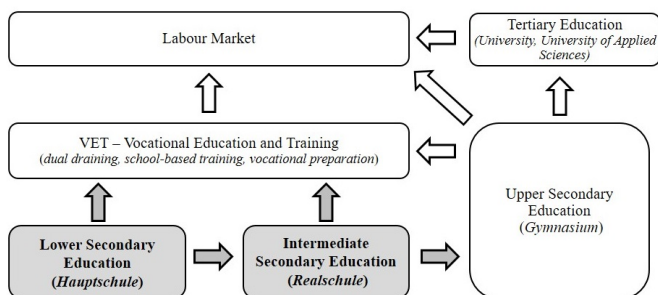 Labour Market
Tertiary Education
(University, University of Applied
Sciences)
VET – Vocational Education and Training
(dual draining, school-based training, vocational preparation)
Upper Secondary
Education
(Gymnasium)
Lower Secondary
Education
(Hauptschule)
Intermediate
Secondary Education
(Realschule)